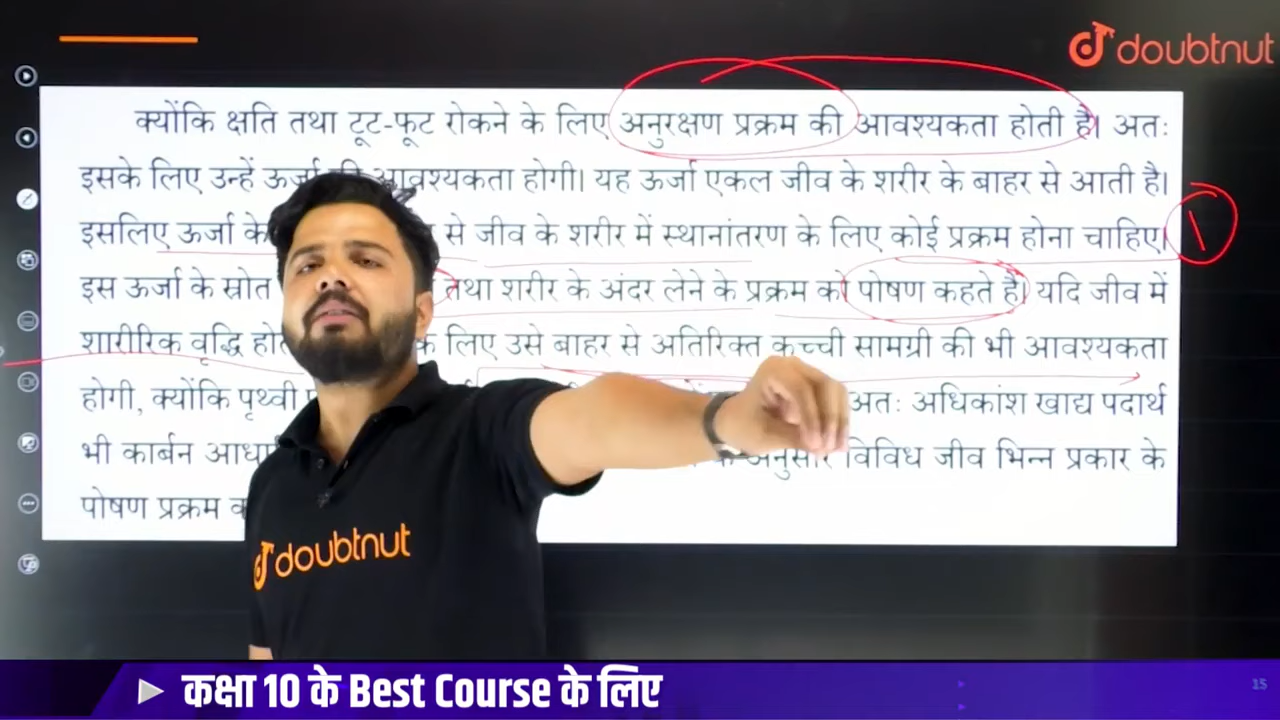 doubtnut
क्योंकि क्षति तथा टूट-फूट रोकने के लिए अनुरक्षण प्रक्रम की आवश्यकता होती है। अतः
इसके लिए उन्हें ऊर्जा की आवश्यकता होगी। यह ऊर्जा एकल जीव के शरीर के बाहर से आती है।
इसलिए ऊर्जा के से जीव के शरीर में स्थानांतरण के लिए कोई प्रक्रम होना चाहिए। 1
इस ऊर्जा के स्रोत तथा शरीर के अंदर लेने के प्रक्रम को पोषण कहते हैं। यदि जीव में
शारीरिक वृद्धि के लिए उसे बाहर से अतिरिक्त कच्ची सामग्री की भी आवश्यकता
होगी, क्योंकि पृथ्वी अतः अधिकांश खाद्य पदार्थ
भी कार्बन के अनुसार विविध जीव भिन्न प्रकार के
पोषण प्रक्रम
doubtnut
कक्षा 10 के Best Course के लिए
15